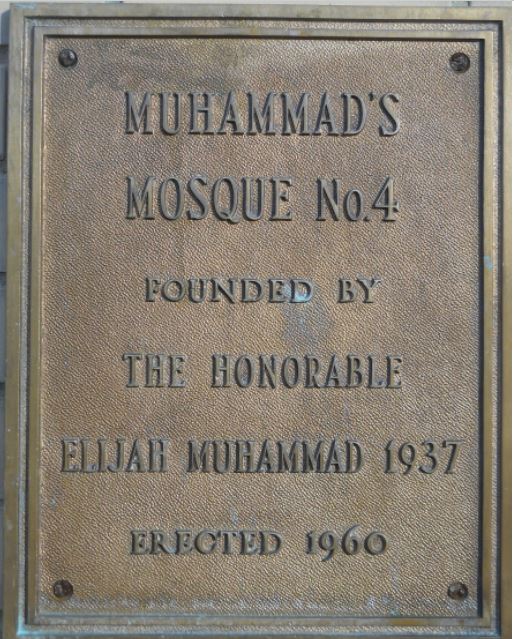 MUHAMMAD'S
MOSQUE No.4
FOUNDED BY
THE HONORABLE
ELIJAH MUHAMMAD 1937
ERECTED 1960